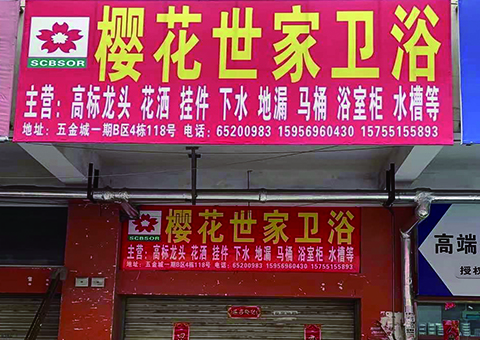 SCBSOR
樱花世家卫浴
主营：高标龙头 花洒 挂件 下水 地漏 马桶 浴室柜 水槽等
地址：五金城一期B区4栋118号 电话：65200983 15956960430 15755155893
SCBSOR
樱花世家卫浴
主营：高标龙头 花洒 挂件 下水 地漏 马桶 浴室柜 水槽等
地址：五金城一期B区4栋118号 电话：65200983 15956960430 15755155893
高端
授权